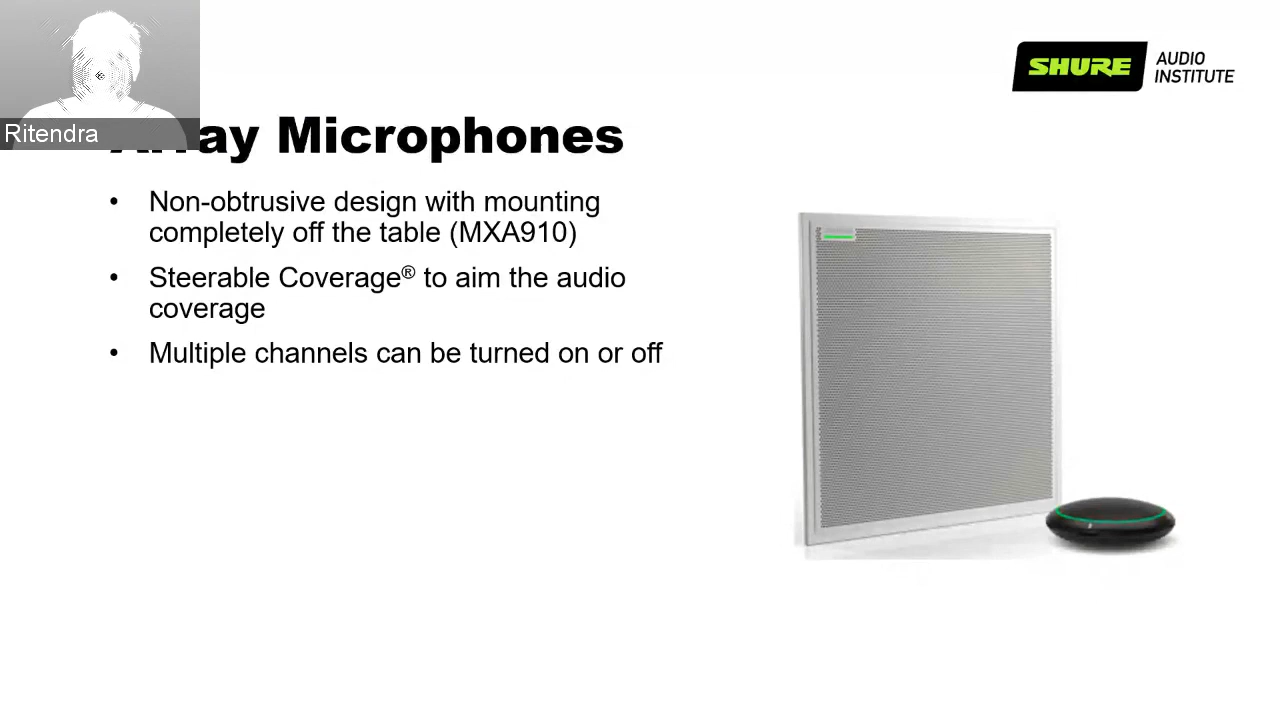 SHURE
AUDIO
INSTITUTE
Ritendra
Array Microphones
• Non-obtrusive design with mounting
completely off the table (MXA910)
• Steerable Coverage® to aim the audio
coverage
• Multiple channels can be turned on or off